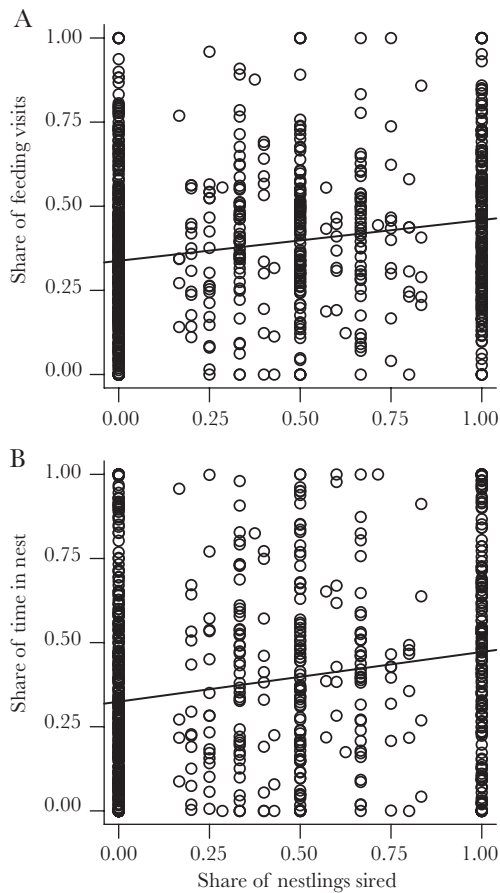 A
1.00
0.75
0.50
0.25
0.00
Share of feeding visits
0.00 0.25 0.50 0.75 1.00
B
1.00
0.75
0.50
0.25
0.00
Share of time in nest
0.00 0.25 0.50 0.75 1.00
Share of nestlings sired